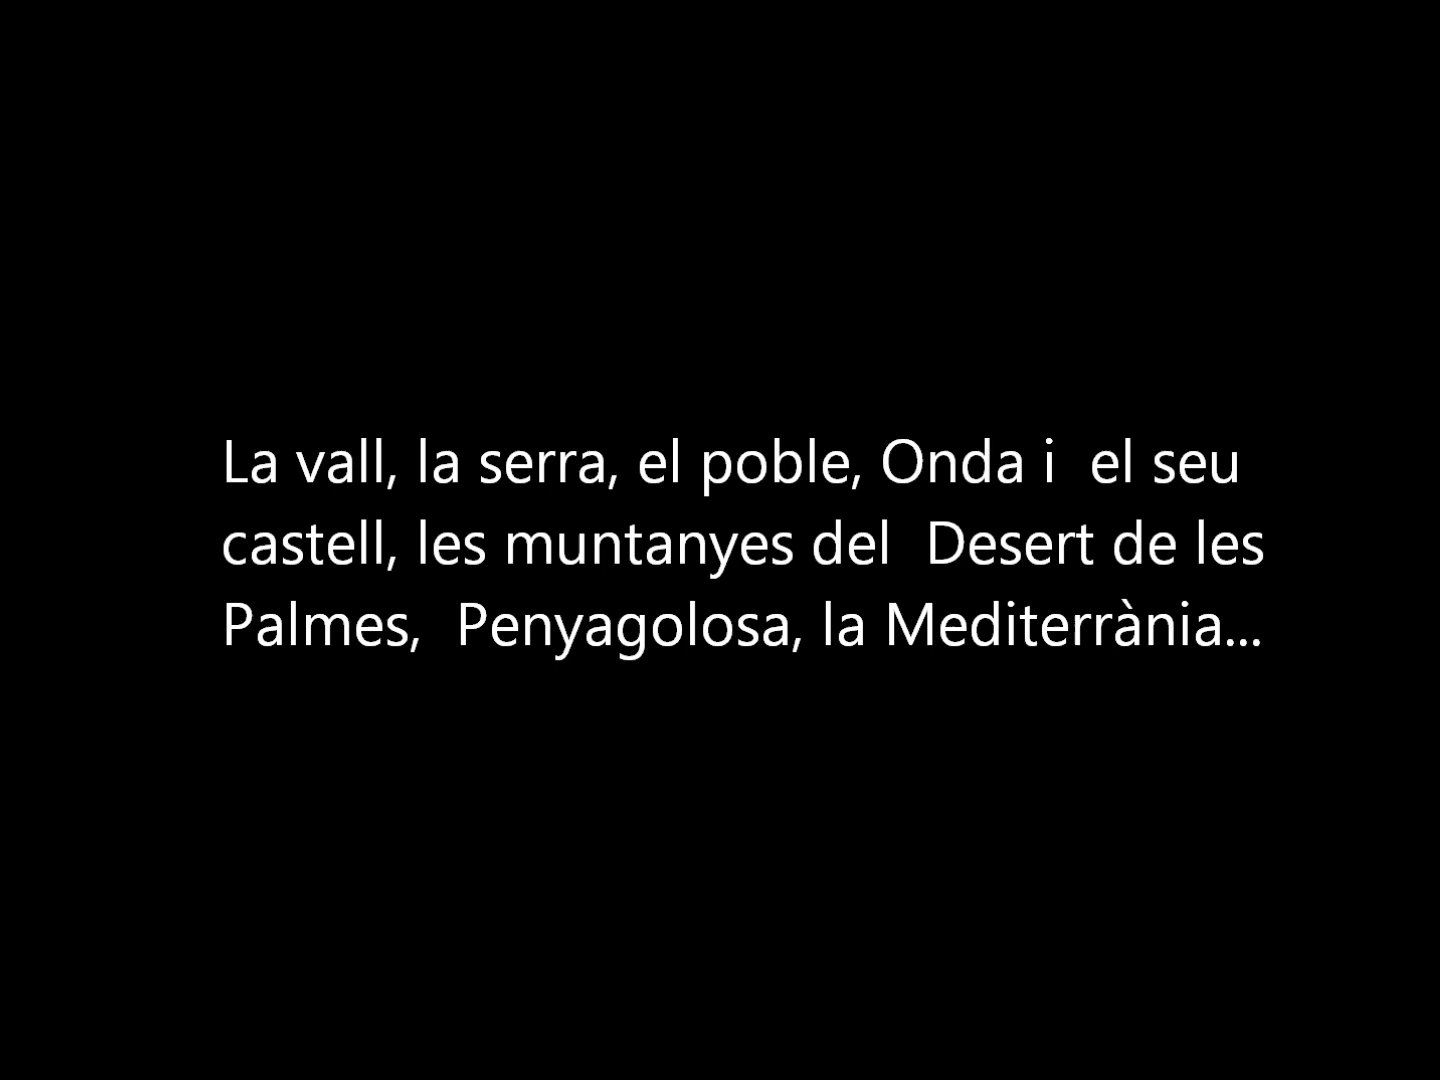 La vall, la serra, el poble, Onda i  el seu
castell, les muntanyes del  Desert de les
Palmes,  Penyagolosa, la Mediterrània...